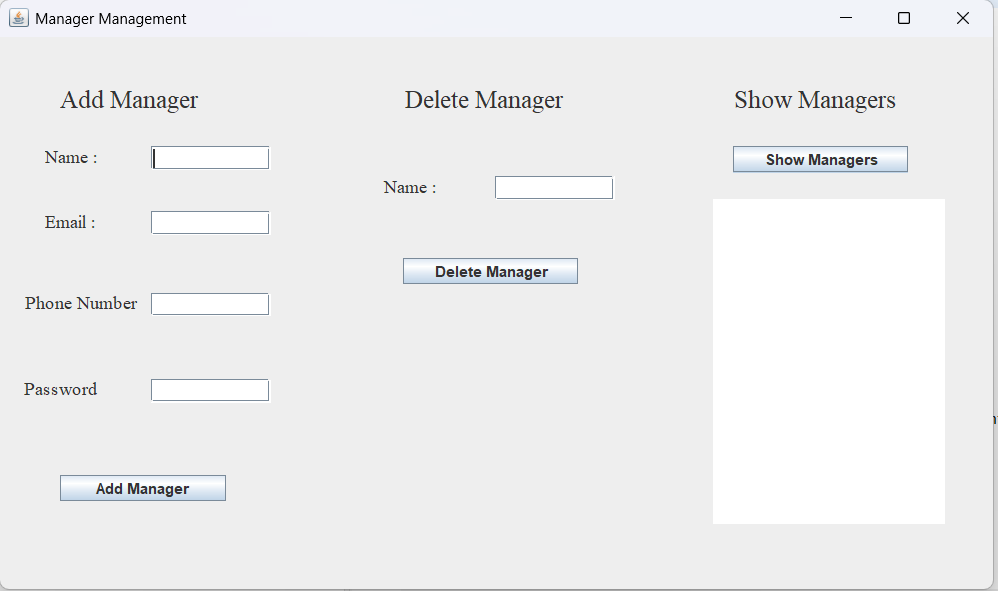 Manager Management
Add Manager
Name :
Email :
Phone Number
Password
Add Manager
Delete Manager
Name :
Delete Manager
Show Managers
Show Managers